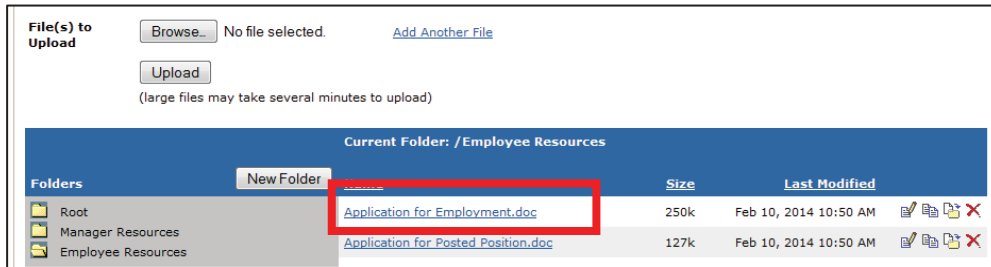 File(s) to
Upload
Browse_ No file selected. Add Another File
Upload
(large files may take several minutes to upload)
Current Folder: /Employee Resources
Folders New Folder Size Last Modified
Root Application for Employment.doc 250k Feb 10, 2014 10:50 AM
Manager Resources
Application for Posted Position.doc 127k Feb 10, 2014 10:50 AM
Employee Resources